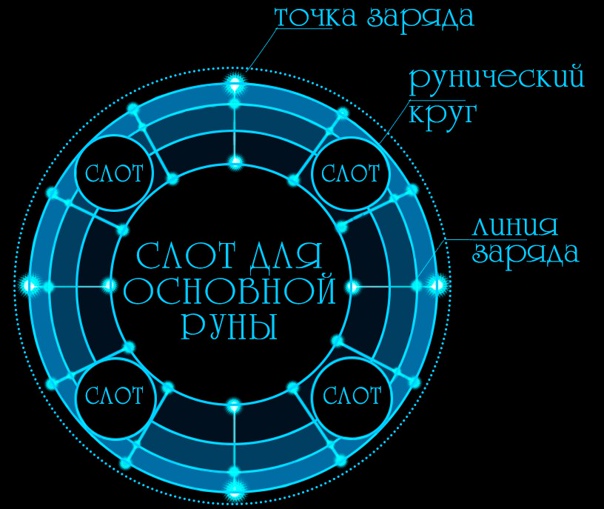 точка заряда
рунический
круг
СЛОТ
СЛОТ
линия
заряда
СЛОТ ДЛЯ
ОСНОВНОЙ
РУНЫ
СЛОТ
СЛОТ